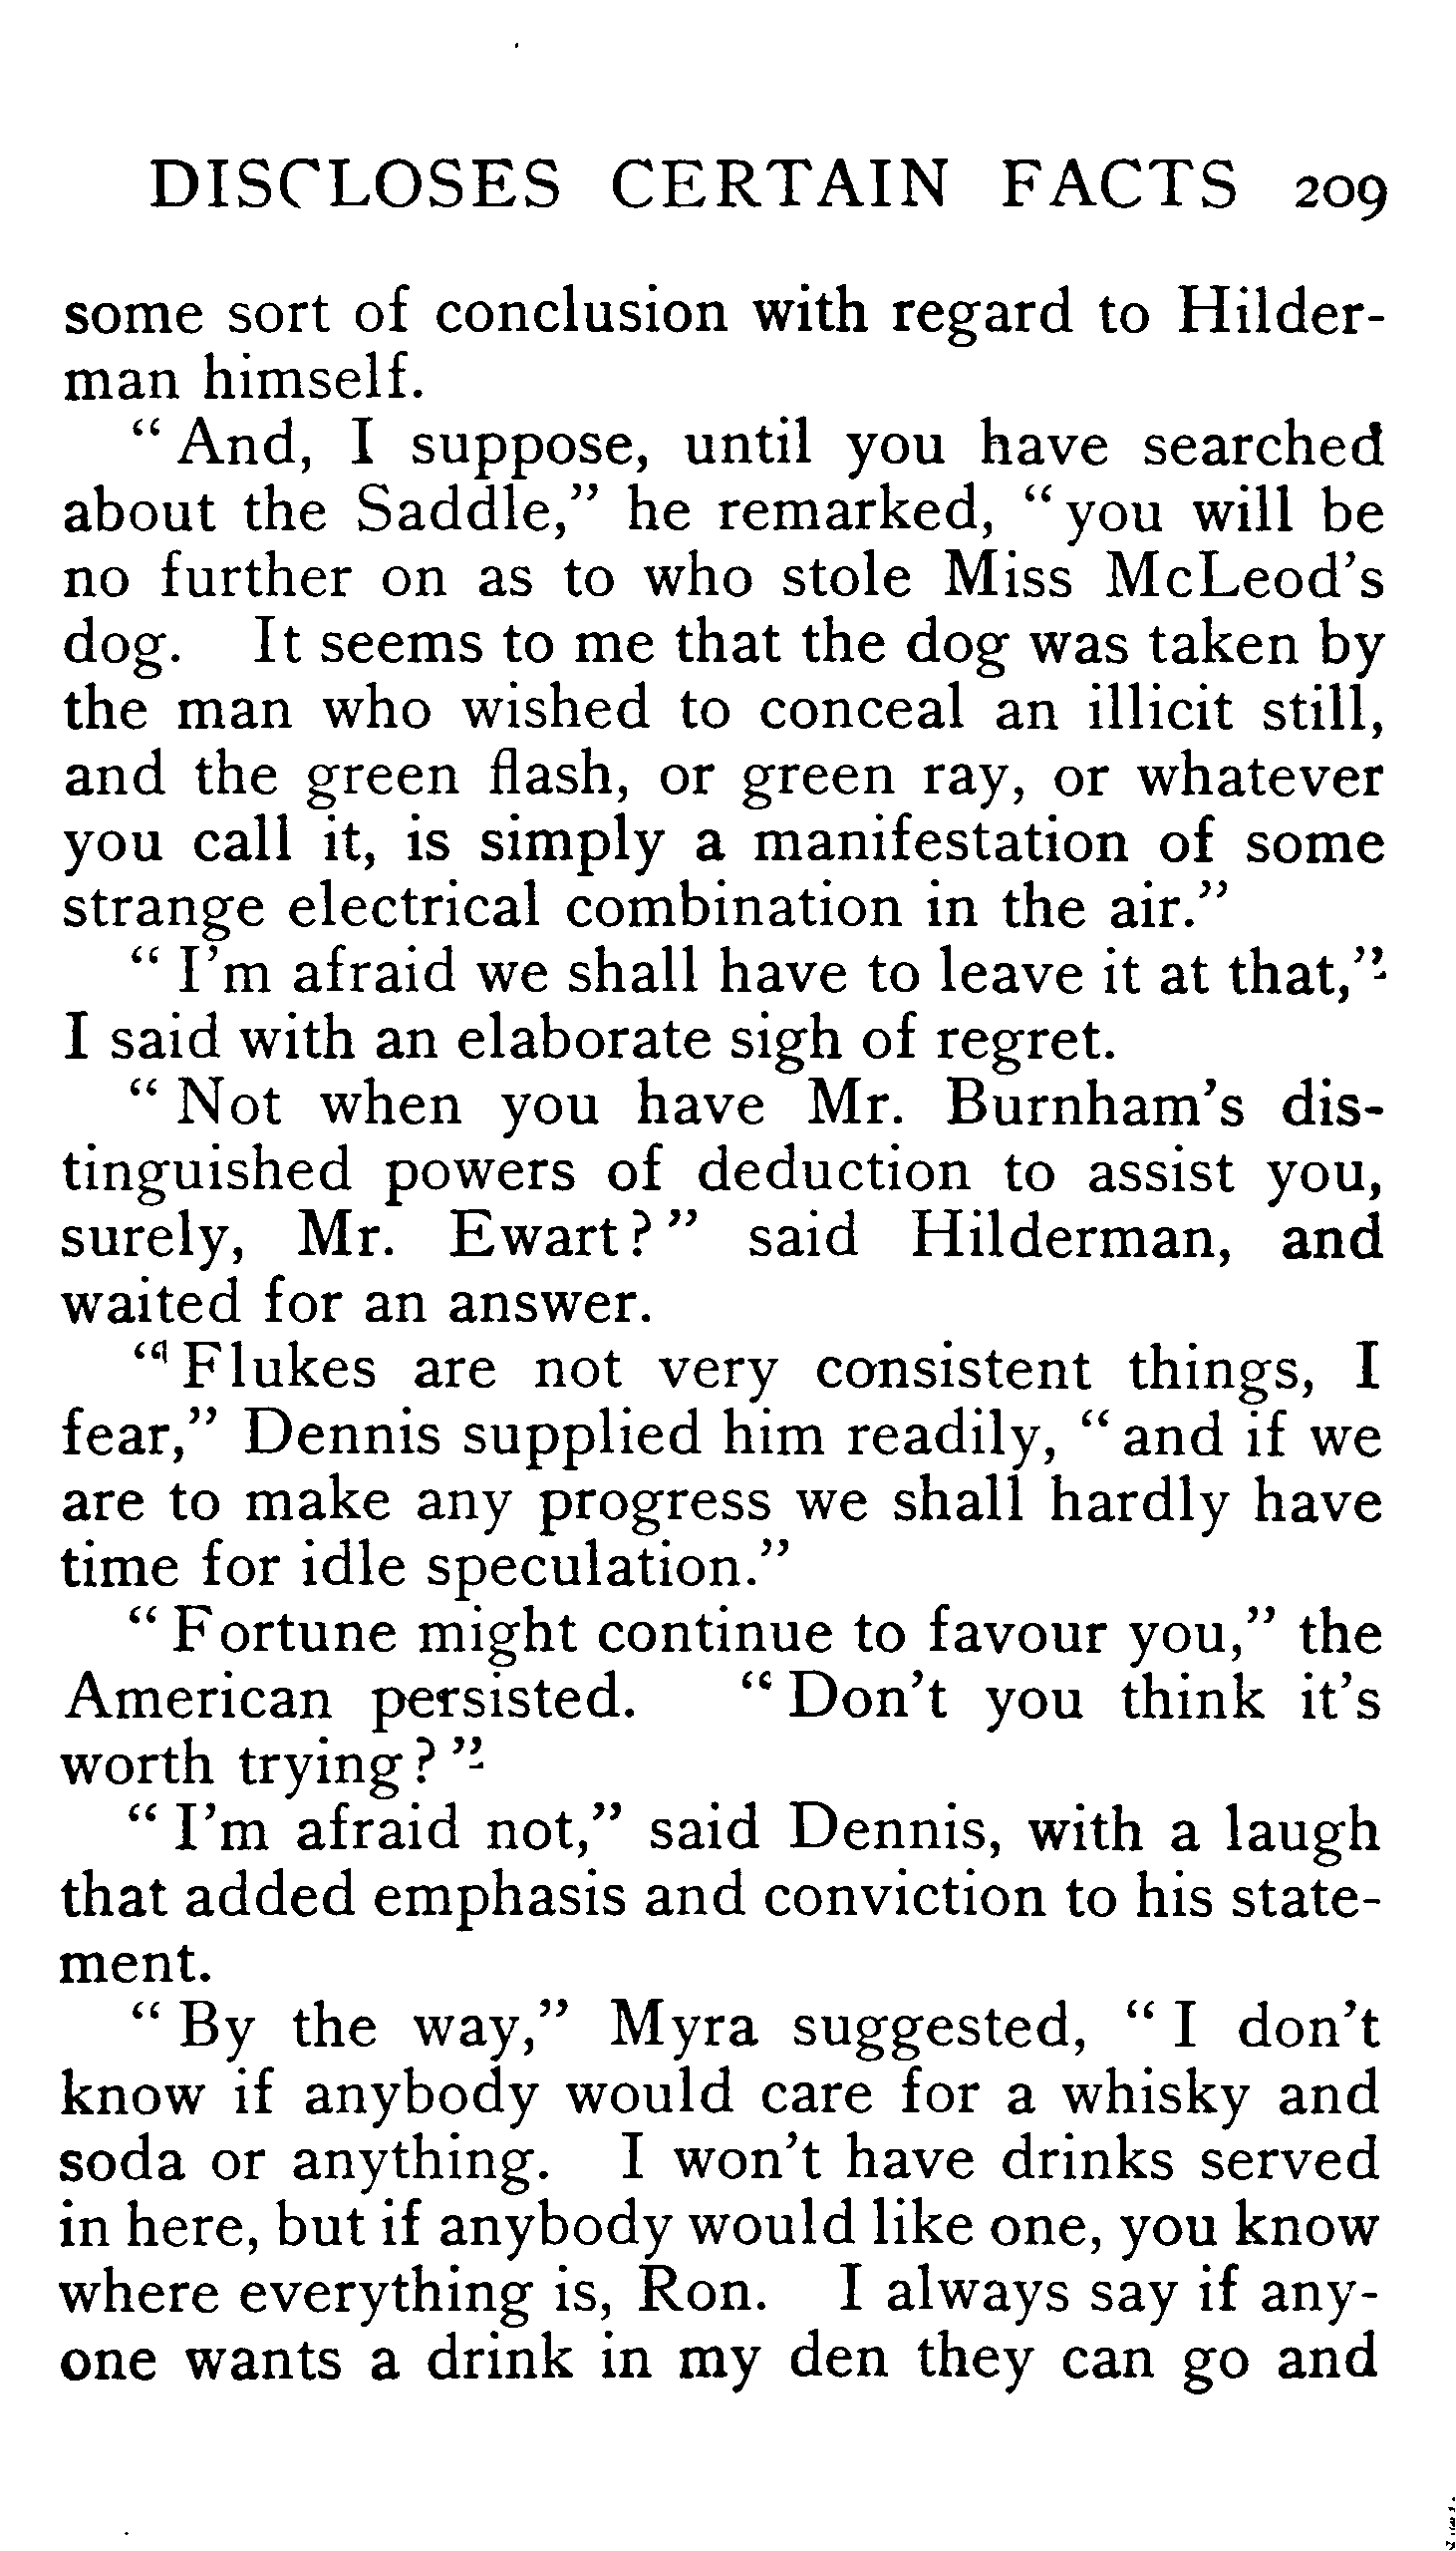 DISCLOSES CERTAIN FACTS 209
some sort of conclusion with regard to Hilder-
man himself.
“ And, I suppose, until you have searched
about the Saddle,” he remarked, “ you will be
no further on as to who stole Miss McLeod’s
dog. It seems to me that the dog was taken by
the man who wished to conceal an illicit still,
and the green flash, or green ray, or whatever
you call it, is simply a manifestation of some
strange electrical combination in the air.”
“ I’m afraid we shall have to leave it at that,”
I said with an elaborate sigh of regret.
“ Not when you have Mr. Burnham’s dis-
tinguished powers of deduction to assist you,
surely, Mr. Ewart ? ” said Hilderman, and
waited for an answer.
“ Flukes are not very consistent things, I
fear,” Dennis supplied him readily, “ and if we
are to make any progress we shall hardly have
time for idle speculation.”
“ Fortune might continue to favour you,” the
American persisted. “ Don’t you think it’s
worth trying ? ”
“ I’m afraid not,” said Dennis, with a laugh
that added emphasis and conviction to his state-
ment.
“ By the way,” Myra suggested, “ I don’t
know if anybody would care for a whisky and
soda or anything. I won’t have drinks served
in here, but if anybody would like one, you know
where everything is, Ron. I always say if any-
one wants a drink in my den they can go and